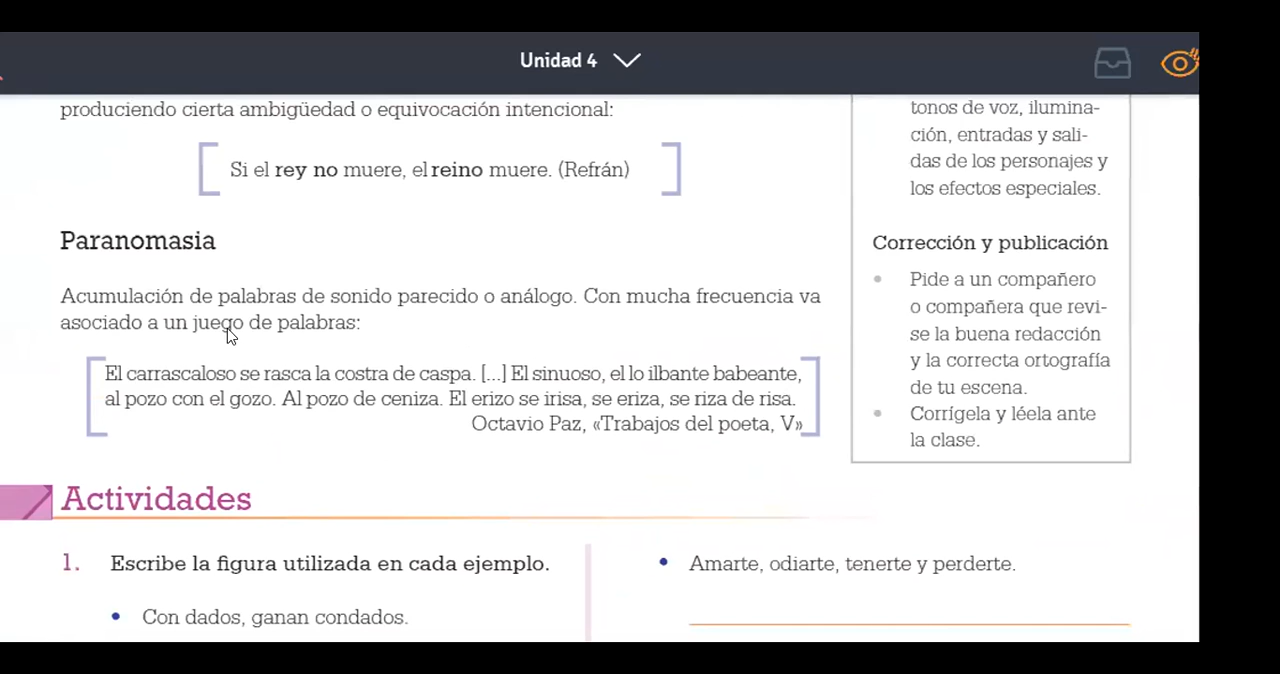 Unidad 4
produciendo cierta ambigüedad o equivocación intencional:
Si el rey no muere, el reino muere. (Refrán)
Paranomasia
Acumulación de palabras de sonido parecido o análogo. Con mucha frecuencia va
asociado a un juego de palabras:
El carrascaloso se rasca la costra de caspa. [...] El sinuoso, el lo ilbante babeante,
al pozo con el gozo. Al pozo de ceniza. El erizo se irisa, se eriza, se riza de risa.
Octavio Paz, «Trabajos del poeta, V»
Actividades
1. Escribe la figura utilizada en cada ejemplo.
• Con dados, ganan condados.
• Amarte, odiarte, tenerte y perderte.
tonos de voz, ilumina-
ción, entradas y sali-
das de los personajes y
los efectos especiales.
Corrección y publicación
• Pide a un compañero
o compañera que revi-
se la buena redacción
y la correcta ortografía
de tu escena.
• Corrígela y léela ante
la clase.